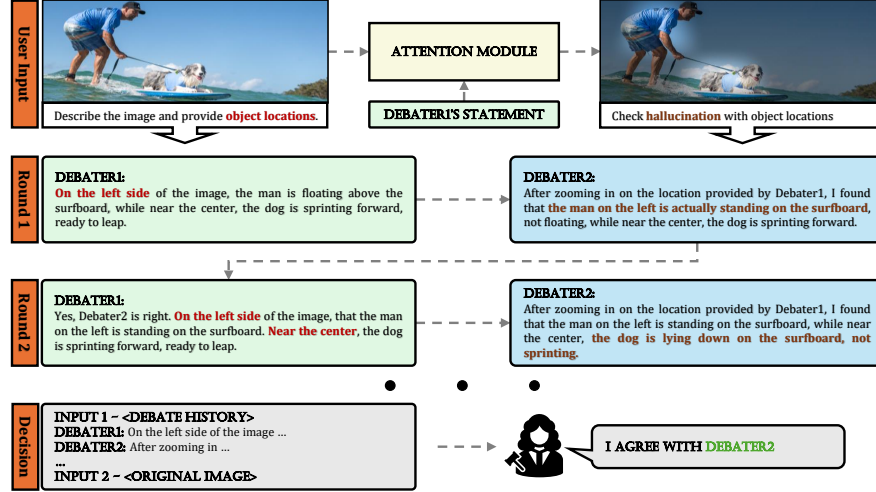 User Input
ATTENTION MODULE
DEBATER1'S STATEMENT
Describe the image and provide object locations.
Check hallucination with object locations
Round 1
DEBATER1:
On the left side of the image, the man is floating above the
surfboard, while near the center, the dog is sprinting forward,
ready to leap.
DEBATER2:
After zooming in on the location provided by Debater1, I found
that the man on the left is actually standing on the surfboard,
not floating, while near the center, the dog is sprinting forward.
Round 2
DEBATER1:
Yes, Debater2 is right. On the left side of the image, that the man
on the left is standing on the surfboard. Near the center, the dog
is sprinting forward, ready to leap.
DEBATER2:
After zooming in on the location provided by Debater1, I found
that the man on the left is standing on the surfboard, while near
the center, the dog is lying down on the surfboard, not
sprinting.
Decision
INPUT 1 ~ <DEBATE HISTORY>
DEBATER1: On the left side of the image ...
DEBATER2: After zooming in ...
...
INPUT 2 ~ <ORIGINAL IMAGE>
I AGREE WITH DEBATER2